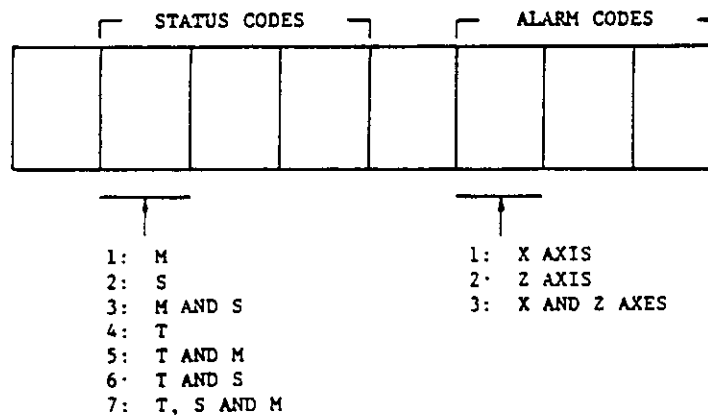 STATUS CODES ALARM CODES
1: M
2: S
3: M AND S
4: T
5: T AND M
6· T AND S
7: T, S AND M
1: X AXIS
2· Z AXIS
3: X AND Z AXES